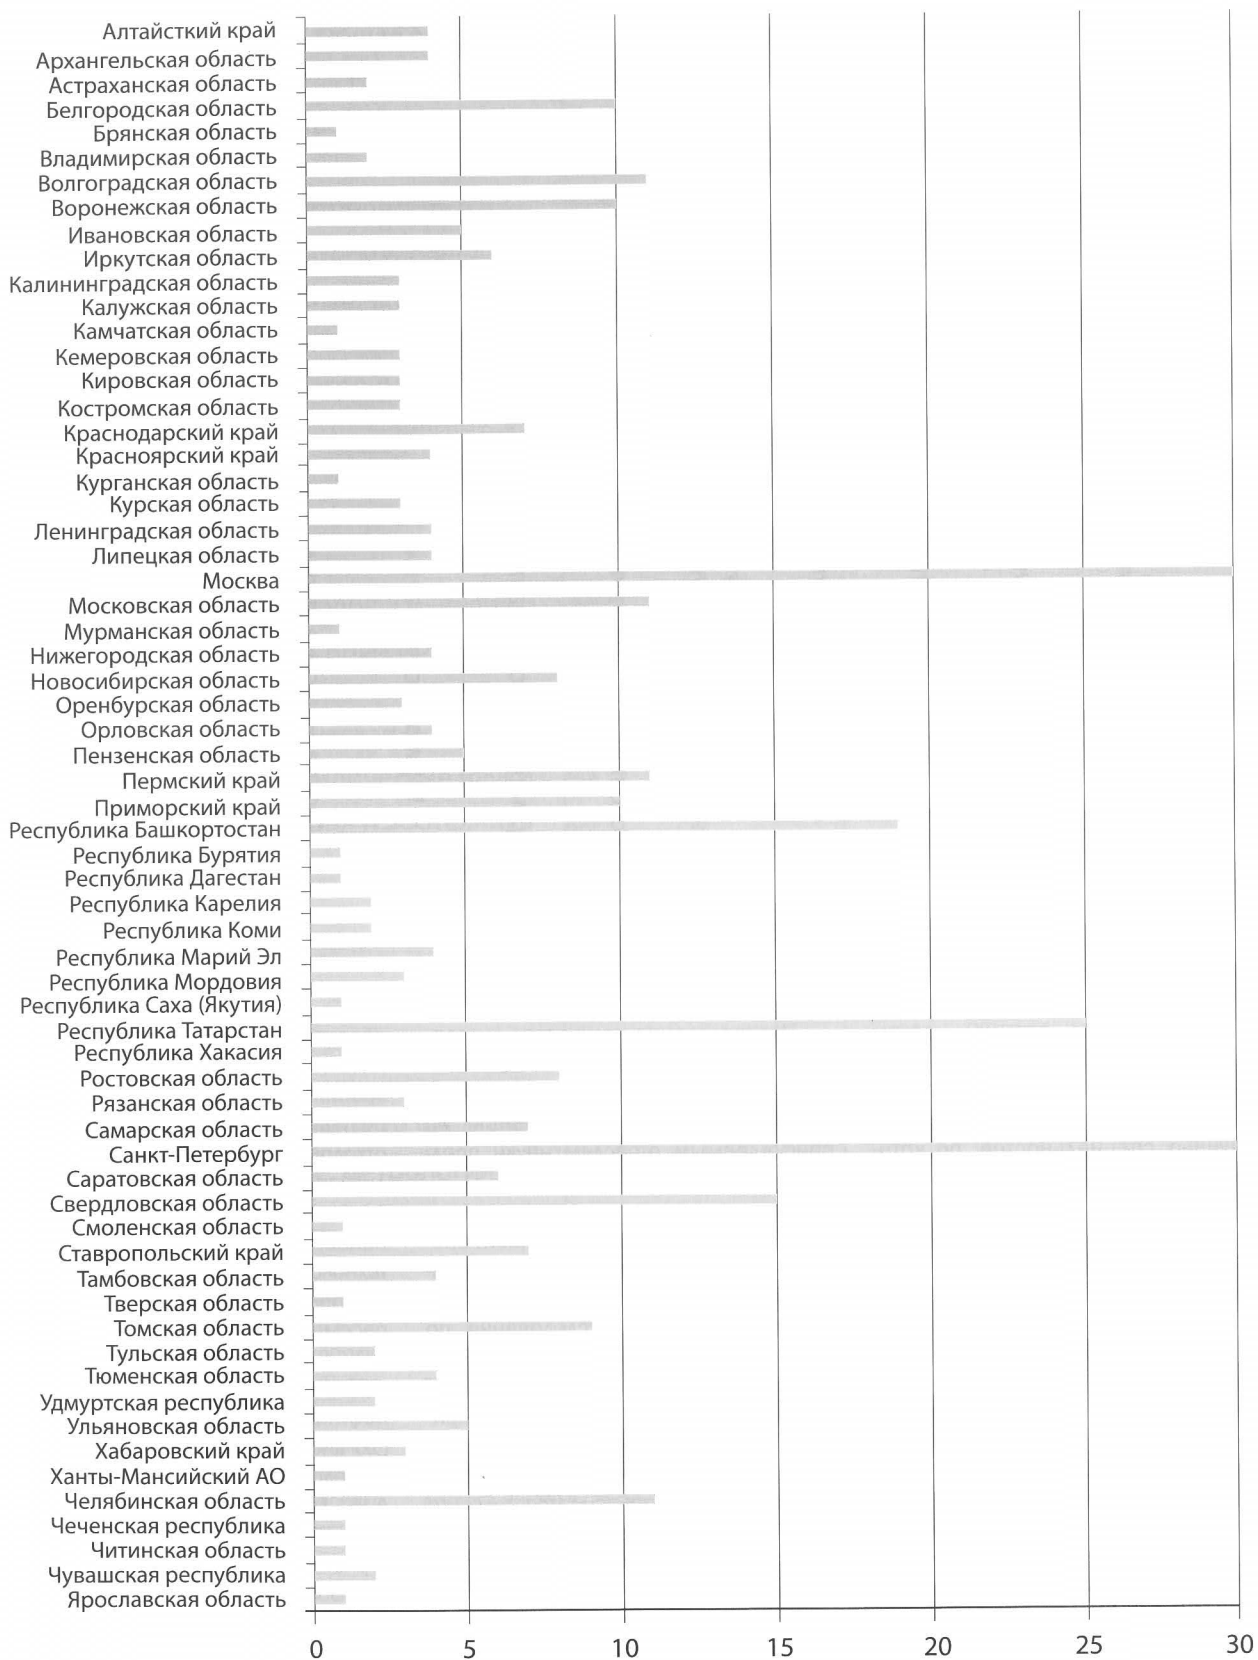 Алтайсткий край
Архангельская область
Астраханская область
Белгородская область
Брянская область
Владимирская область
Волгоградская область
Воронежская область
Ивановская область
Иркутская область
Калининградская область
Калужская область
Камчатская область
Кемеровская область
Кировская область
Костромская область
Краснодарский край
Красноярский край
Курганская область
Курская область
Ленинградская область
Липецкая область
Москва
Московская область
Мурманская область
Нижегородская область
Новосибирская область
Оренбурская область
Орловская область
Пензенская область
Пермский край
Приморский край
Республика Башкортостан
Республика Бурятия
Республика Дагестан
Республика Карелия
Республика Коми
Республика Марий Эл
Республика Мордовия
Республика Саха (Якутия)
Республика Татарстан
Республика Хакасия
Ростовская область
Рязанская область
Самарская область
Санкт-Петербург
Саратовская область
Свердловская область
Смоленская область
Ставропольский край
Тамбовская область
Тверская область
Томская область
Тульская область
Тюменская область
Удмуртская республика
Ульяновская область
Хабаровский край
Ханты-Мансийский АО
Челябинская область
Чеченская республика
Читинская область
Чувашская республика
Ярославская область
0 5 10 15 20 25 30